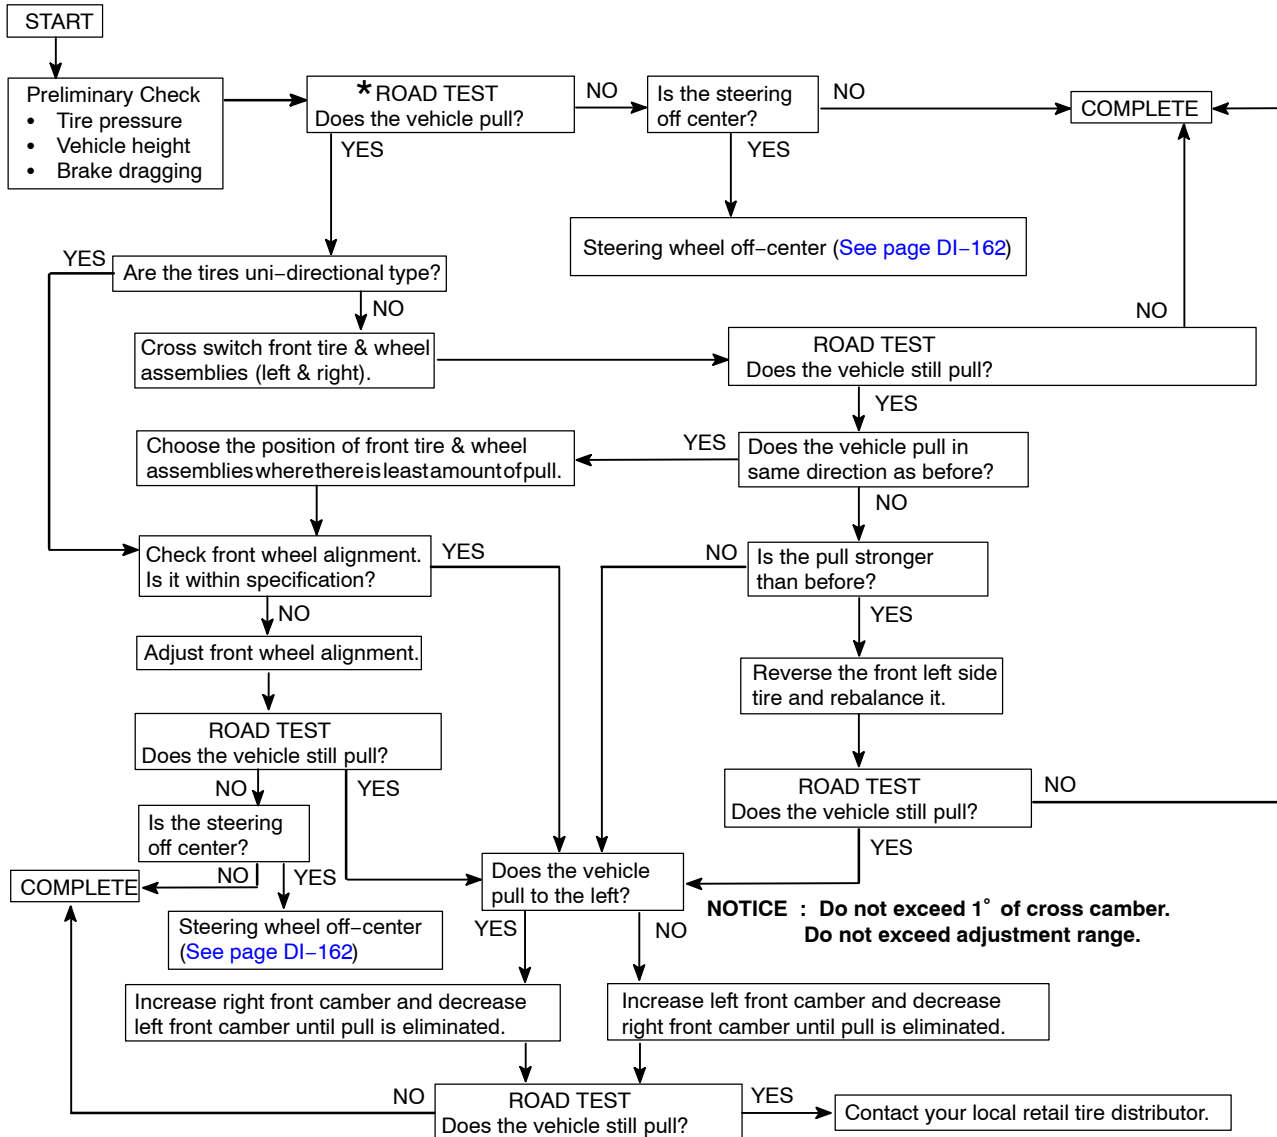 START
Preliminary Check
• Tire pressure
• Vehicle height
• Brake dragging
*ROAD TEST
Does the vehicle pull?
NO
Is the steering
off center?
NO
COMPLETE
YES
YES
Steering wheel off−center (See page DI−162)
YES
Are the tires uni−directional type?
NO
Cross switch front tire & wheel
assemblies (left & right).
NO
ROAD TEST
Does the vehicle still pull?
YES
Choose the position of front tire & wheel
assemblies where there is least amount of pull.
YES
Does the vehicle pull in
same direction as before?
NO
Check front wheel alignment.
Is it within specification?
YES
NO
Is the pull stronger
than before?
NO
YES
Adjust front wheel alignment.
Reverse the front left side
tire and rebalance it.
ROAD TEST
Does the vehicle still pull?
NO
YES
ROAD TEST
Does the vehicle still pull?
NO
YES
Is the steering
off center?
NO
YES
COMPLETE
Steering wheel off−center
(See page DI−162)
Does the vehicle
pull to the left?
YES
NO
NOTICE : Do not exceed 1° of cross camber.
Do not exceed adjustment range.
Increase right front camber and decrease
left front camber until pull is eliminated.
Increase left front camber and decrease
right front camber until pull is eliminated.
NO
ROAD TEST
Does the vehicle still pull?
YES
Contact your local retail tire distributor.